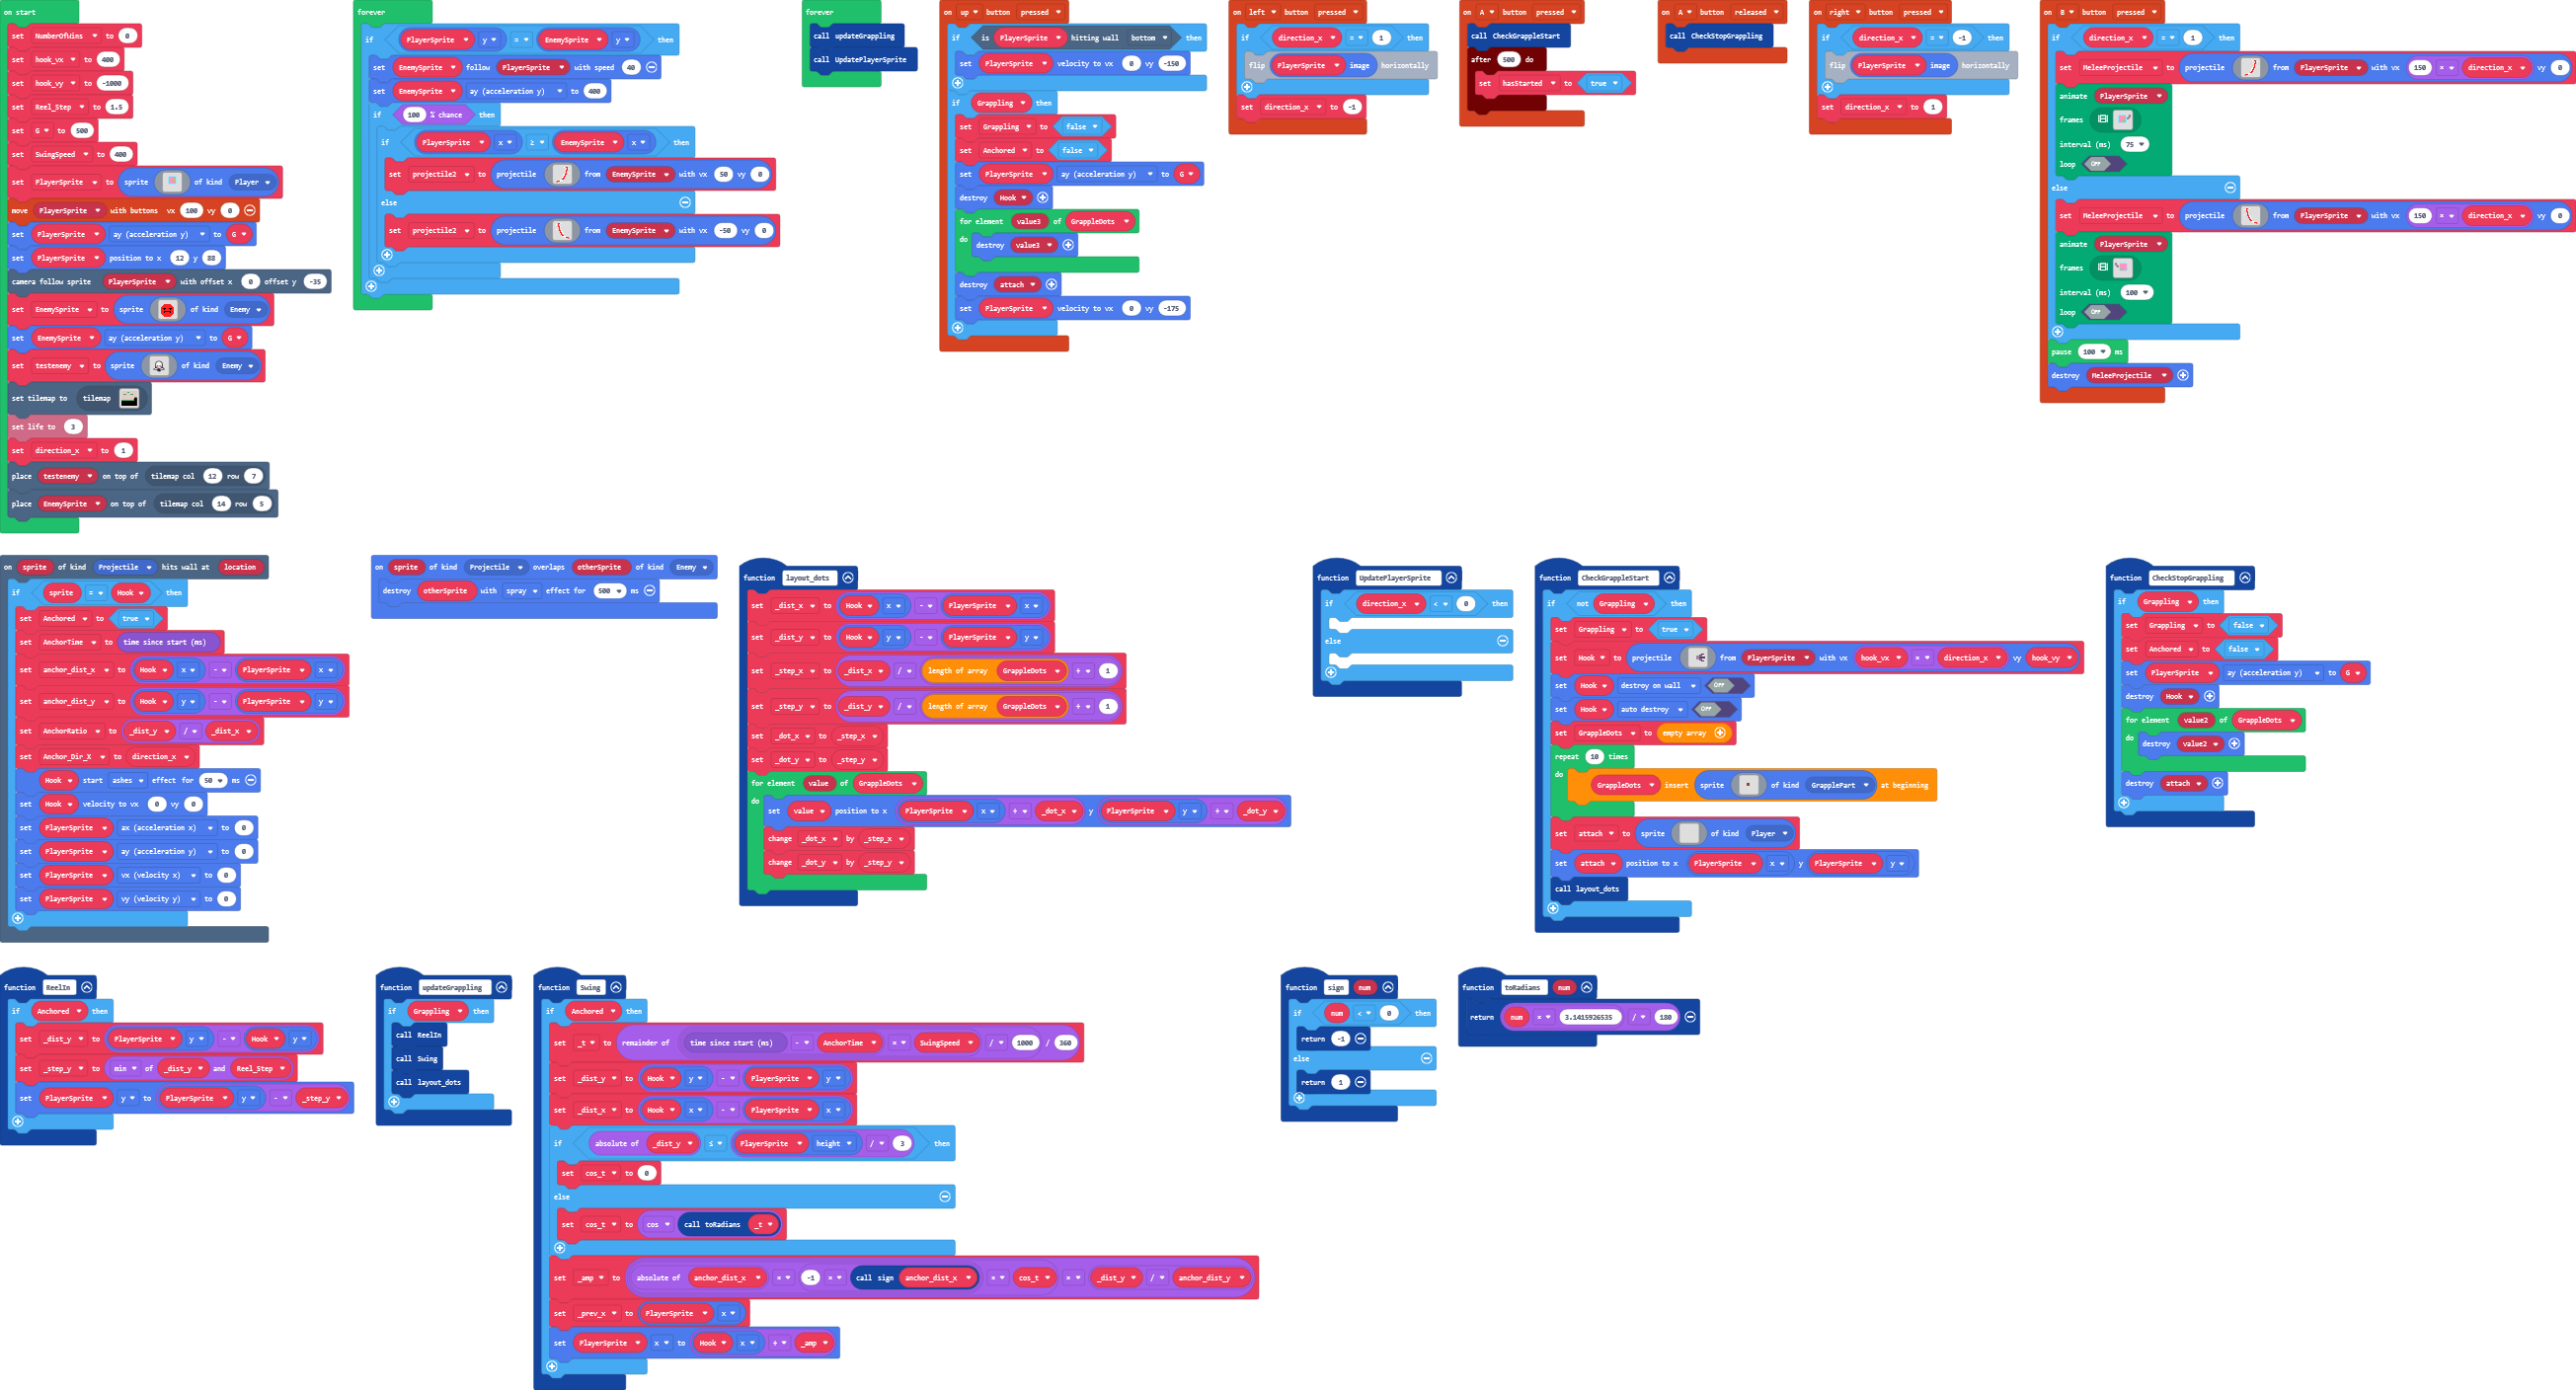 on start
set NumberOfWins to 0
set hook_vx to 400
set hook_vy to -1000
set Reel_Step to 1.5
set G to 500
set SwingSpeed to 400
set PlayerSprite to sprite of kind Player
move PlayerSprite with buttons vx 100 vy 0
set PlayerSprite ay (acceleration y) to G
set PlayerSprite position to x 12 y 88
camera follow sprite PlayerSprite with offset x 0 offset y -35
set EnemySprite to sprite of kind Enemy
set EnemySprite ay (acceleration y) to G
set testenemy to sprite of kind Enemy
set tilemap to tilemap
set life to 3
set direction_x to 1
place testenemy on top of tilemap col 12 row 7
place EnemySprite on top of tilemap col 14 row 5
forever
if PlayerSprite y = EnemySprite y then
set EnemySprite follow PlayerSprite with speed 40
set EnemySprite ay (acceleration y) to 400
if 100 % chance then
if PlayerSprite x ≥ EnemySprite x then
set projectile2 to projectile from EnemySprite with vx 50 vy 0
else
set projectile2 to projectile from EnemySprite with vx -50 vy 0
forever
call updateGrappling
call UpdatePlayerSprite
on up button pressed
if is PlayerSprite hitting wall bottom then
set PlayerSprite velocity to vx 0 vy -150
if Grappling then
set Grappling to false
set Anchored to false
set PlayerSprite ay (acceleration y) to G
destroy Hook
for element value3 of GrappleDots
do destroy value3
destroy attach
set PlayerSprite velocity to vx 0 vy -175
on left button pressed
if direction_x = 1 then
flip PlayerSprite image horizontally
set direction_x to -1
on A button pressed
call CheckGrappleStart
after 500 do
set hasStarted to true
on A button released
call CheckStopGrappling
on right button pressed
if direction_x = -1 then
flip PlayerSprite image horizontally
set direction_x to 1
on B button pressed
if direction_x = 1 then
set MeleeProjectile to projectile from PlayerSprite with vx 150 × direction_x vy 0
animate PlayerSprite
frames
interval (ms) 75
loop OFF
else
set MeleeProjectile to projectile from PlayerSprite with vx 150 × direction_x vy 0
animate PlayerSprite
frames
interval (ms) 100
loop OFF
pause 100 ms
destroy MeleeProjectile
on sprite of kind Projectile hits wall at location
if sprite = Hook then
set Anchored to true
set AnchorTime to time since start (ms)
set anchor_dist_x to Hook x - PlayerSprite x
set anchor_dist_y to Hook y - PlayerSprite y
set AnchorRatio to _dist_y / _dist_x
set Anchor_Dir_X to direction_x
Hook start ashes effect for 50 ms
set Hook velocity to vx 0 vy 0
set PlayerSprite ax (acceleration x) to 0
set PlayerSprite ay (acceleration y) to 0
set PlayerSprite vx (velocity x) to 0
set PlayerSprite vy (velocity y) to 0
on sprite of kind Projectile overlaps otherSprite of kind Enemy
destroy otherSprite with spray effect for 500 ms
function layout_dots
set _dist_x to Hook x - PlayerSprite x
set _dist_y to Hook y - PlayerSprite y
set _step_x to _dist_x / length of array GrappleDots + 1
set _step_y to _dist_y / length of array GrappleDots + 1
set _dot_x to _step_x
set _dot_y to _step_y
for element value of GrappleDots
do set value position to x PlayerSprite x + _dot_x y PlayerSprite y + _dot_y
change _dot_x by _step_x
change _dot_y by _step_y
function UpdatePlayerSprite
if direction_x < 0 then
else
function CheckGrappleStart
if not Grappling then
set Grappling to true
set Hook to projectile from PlayerSprite with vx hook_vx × direction_x vy hook_vy
set Hook destroy on wall OFF
set Hook auto destroy OFF
set GrappleDots to empty array
repeat 10 times
do GrappleDots insert sprite of kind GrapplePart at beginning
set attach to sprite of kind Player
set attach position to x PlayerSprite x y PlayerSprite y
call layout_dots
function CheckStopGrappling
if Grappling then
set Grappling to false
set Anchored to false
set PlayerSprite ay (acceleration y) to G
destroy Hook
for element value2 of GrappleDots
do destroy value2
destroy attach
function ReelIn
if Anchored then
set _dist_y to PlayerSprite y - Hook y
set _step_y to min of _dist_y and Reel_Step
set PlayerSprite y to PlayerSprite y - _step_y
function updateGrappling
if Grappling then
call ReelIn
call Swing
call layout_dots
function Swing
if Anchored then
set _t to remainder of time since start (ms) - AnchorTime × SwingSpeed / 1000 / 360
set _dist_y to Hook y - PlayerSprite y
set _dist_x to Hook x - PlayerSprite x
if absolute of _dist_y ≤ PlayerSprite height / 3 then
set cos_t to 0
else
set cos_t to cos call toRadians _t
set _amp to absolute of anchor_dist_x × -1 × call sign anchor_dist_x × cos_t × _dist_y / anchor_dist_y
set _prev_x to PlayerSprite x
set PlayerSprite x to Hook x + _amp
function sign num
if num < 0 then
return -1
else
return 1
function toRadians num
return num × 3.1415926535 / 180